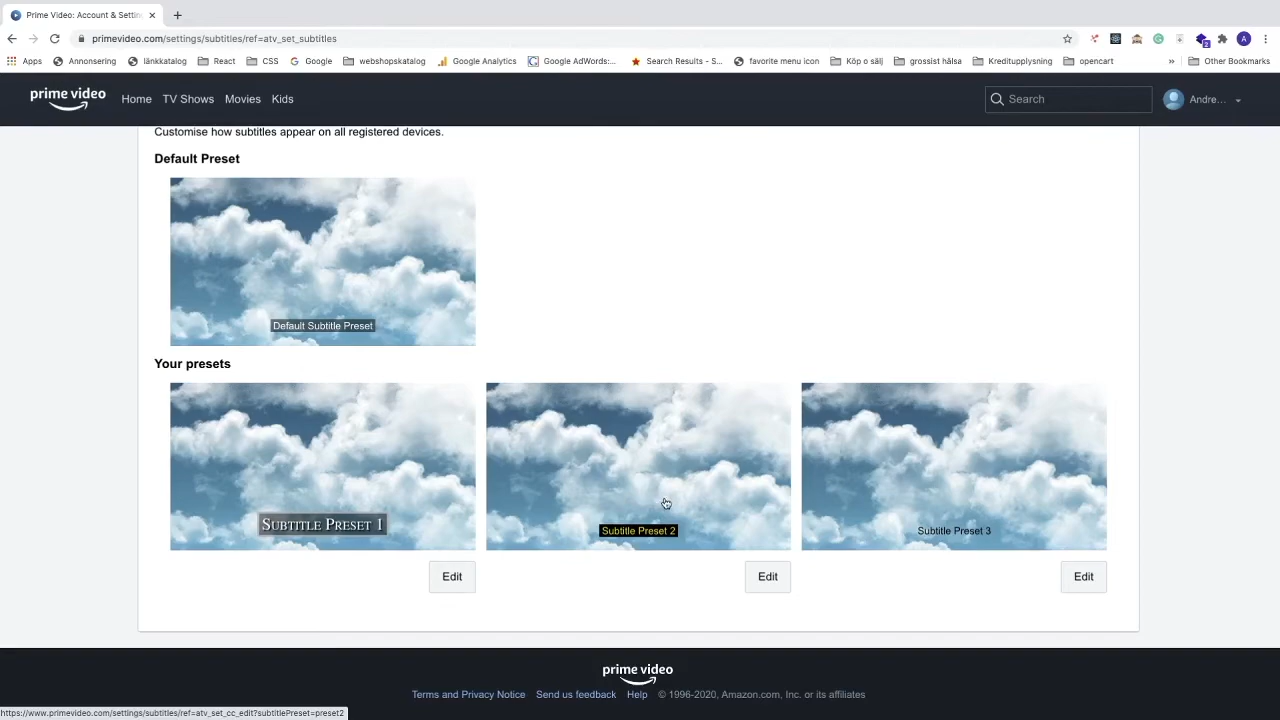 Prime Video: Account & Settin
primevideo.com/settings/subtitles/ref=atv_set_subtitles
A
2
Apps Annonsering länkkatalog React CSS Google webshopskatalog Google Analytics Google AdWords:... Search Results - S... favorite menu icon Köp o sälj grossist hälsa Kreditupplysning opencart » Other Bookmarks
prime video Home TV Shows Movies Kids Search Andre...
Customise how subtitles appear on all registered devices.
Default Preset
Default Subtitle Preset
Your presets
Subtitle Preset 1 Subtitle Preset 2 Subtitle Preset 3
Edit Edit Edit
prime video
Terms and Privacy Notice Send us feedback Help © 1996-2020, Amazon.com, Inc. or its affiliates
https://www.primevideo.com/settings/subtitles/ref=atv_set_cc_edit?subtitlePreset=preset2